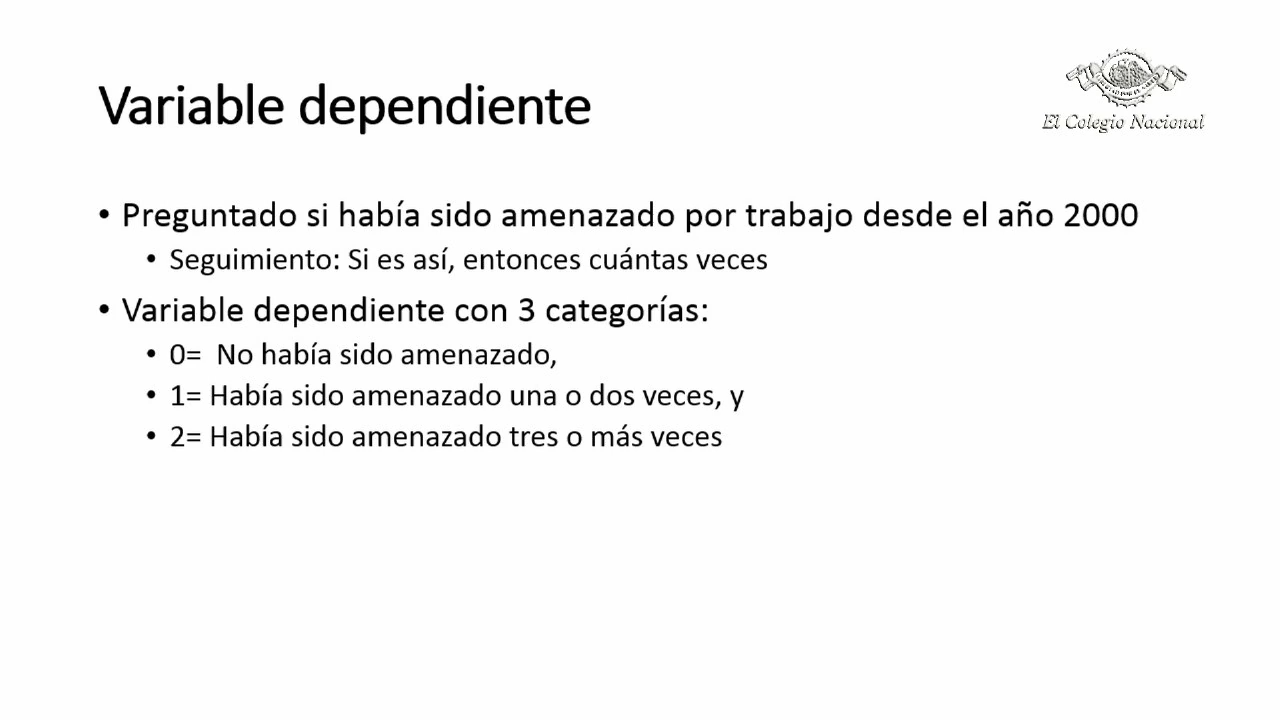 Variable dependiente
El Colegio Nacional
• Preguntado si había sido amenazado por trabajo desde el año 2000
• Seguimiento: Si es así, entonces cuántas veces
• Variable dependiente con 3 categorías:
• 0= No había sido amenazado,
• 1= Había sido amenazado una o dos veces, y
• 2= Había sido amenazado tres o más veces